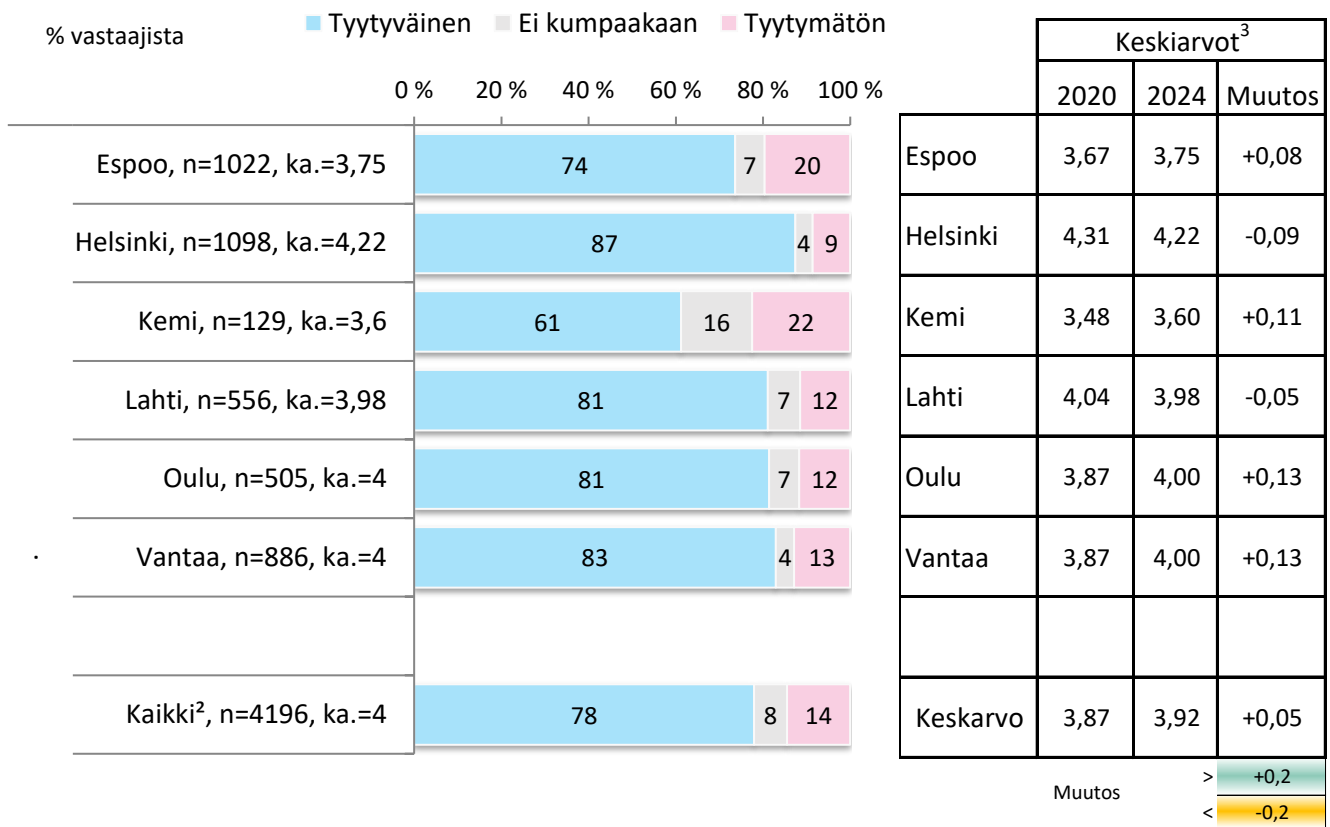 % vastaajista
Tyytyväinen Ei kumpaakaan Tyytymätön
0 % 20 % 40 % 60 % 80 % 100 %
Espoo, n=1022, ka.=3,75 74 7 20
Helsinki, n=1098, ka.=4,22 87 4 9
Kemi, n=129, ka.=3,6 61 16 22
Lahti, n=556, ka.=3,98 81 7 12
Oulu, n=505, ka.=4 81 7 12
. Vantaa, n=886, ka.=4 83 4 13
Kaikki², n=4196, ka.=4 78 8 14
Keskiarvot³
2020 2024 Muutos
Espoo 3,67 3,75 +0,08
Helsinki 4,31 4,22 -0,09
Kemi 3,48 3,60 +0,11
Lahti 4,04 3,98 -0,05
Oulu 3,87 4,00 +0,13
Vantaa 3,87 4,00 +0,13
Keskarvo 3,87 3,92 +0,05
Muutos
> +0,2
< -0,2